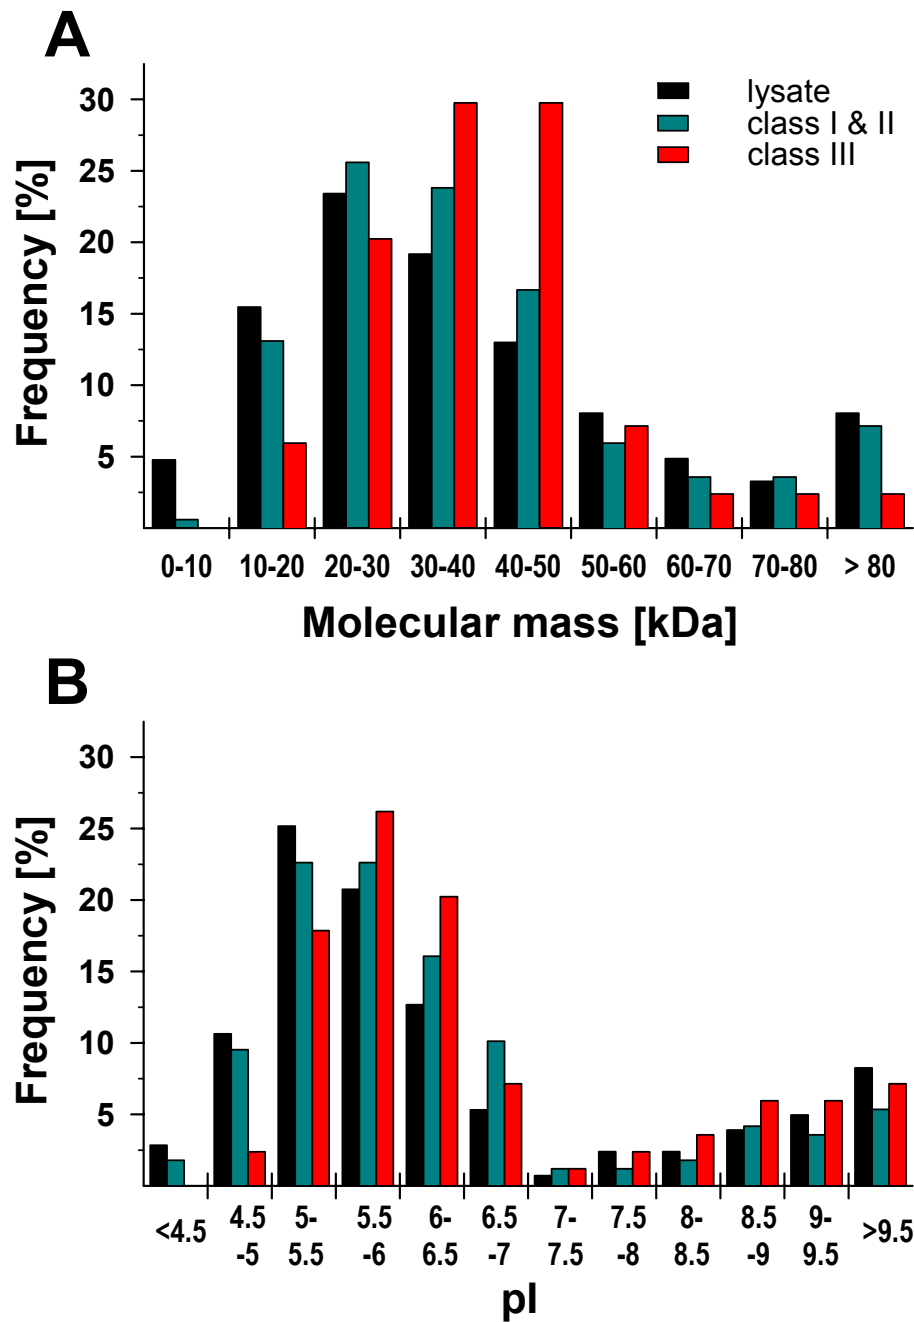 A
30
25
20
15
10
5
Frequency [%]
lysate
class I & II
class III
0-10 10-20 20-30 30-40 40-50 50-60 60-70 70-80 > 80
Molecular mass [kDa]
B
30
25
20
15
10
5
Frequency [%]
<4.5 4.5 5- 5.5 6- 6.5 7- 7.5 8- 8.5 9- >9.5
-5 5.5 -6 6.5 -7 7.5 -8 8.5 -9 9.5
pI